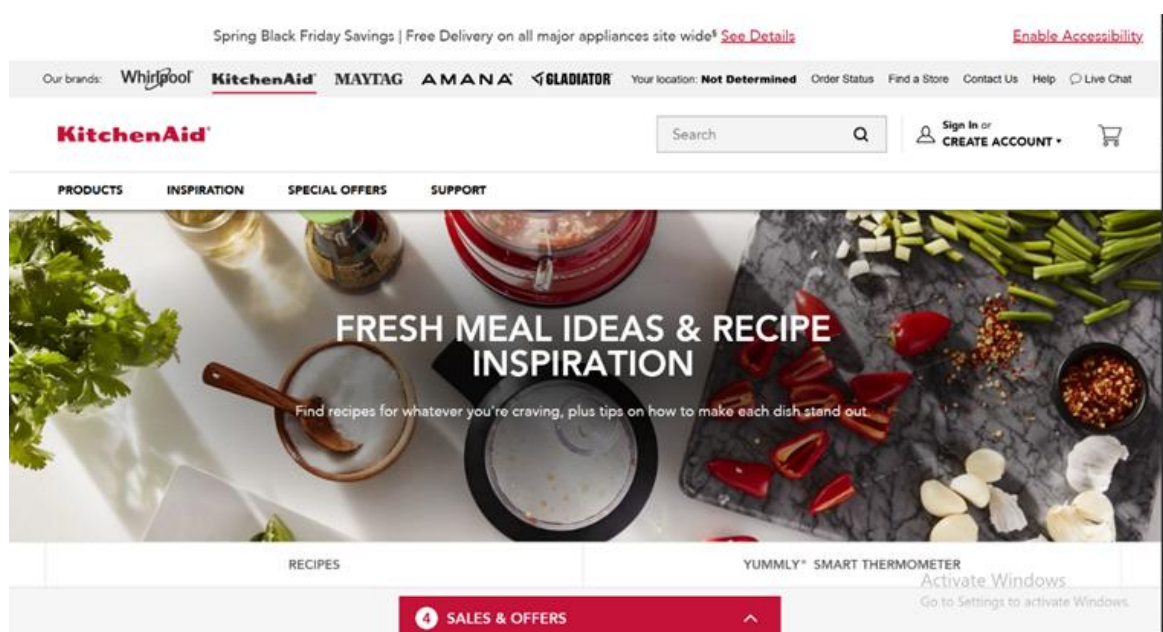 Spring Black Friday Savings | Free Delivery on all major appliances site wide§ See Details
Enable Accessibility
Our brands: Whirlpool KitchenAid MAYTAG AMANA GLADIATOR Your location: Not Determined Order Status Find a Store Contact Us Help Live Chat
KitchenAid
Search
Sign In or
CREATE ACCOUNT
PRODUCTS INSPIRATION SPECIAL OFFERS SUPPORT
FRESH MEAL IDEAS & RECIPE
INSPIRATION
Find recipes for whatever you're craving, plus tips on how to make each dish stand out.
RECIPES YUMMLY® SMART THERMOMETER
Activate Windows
Go to Settings to activate Windows.
4 SALES & OFFERS